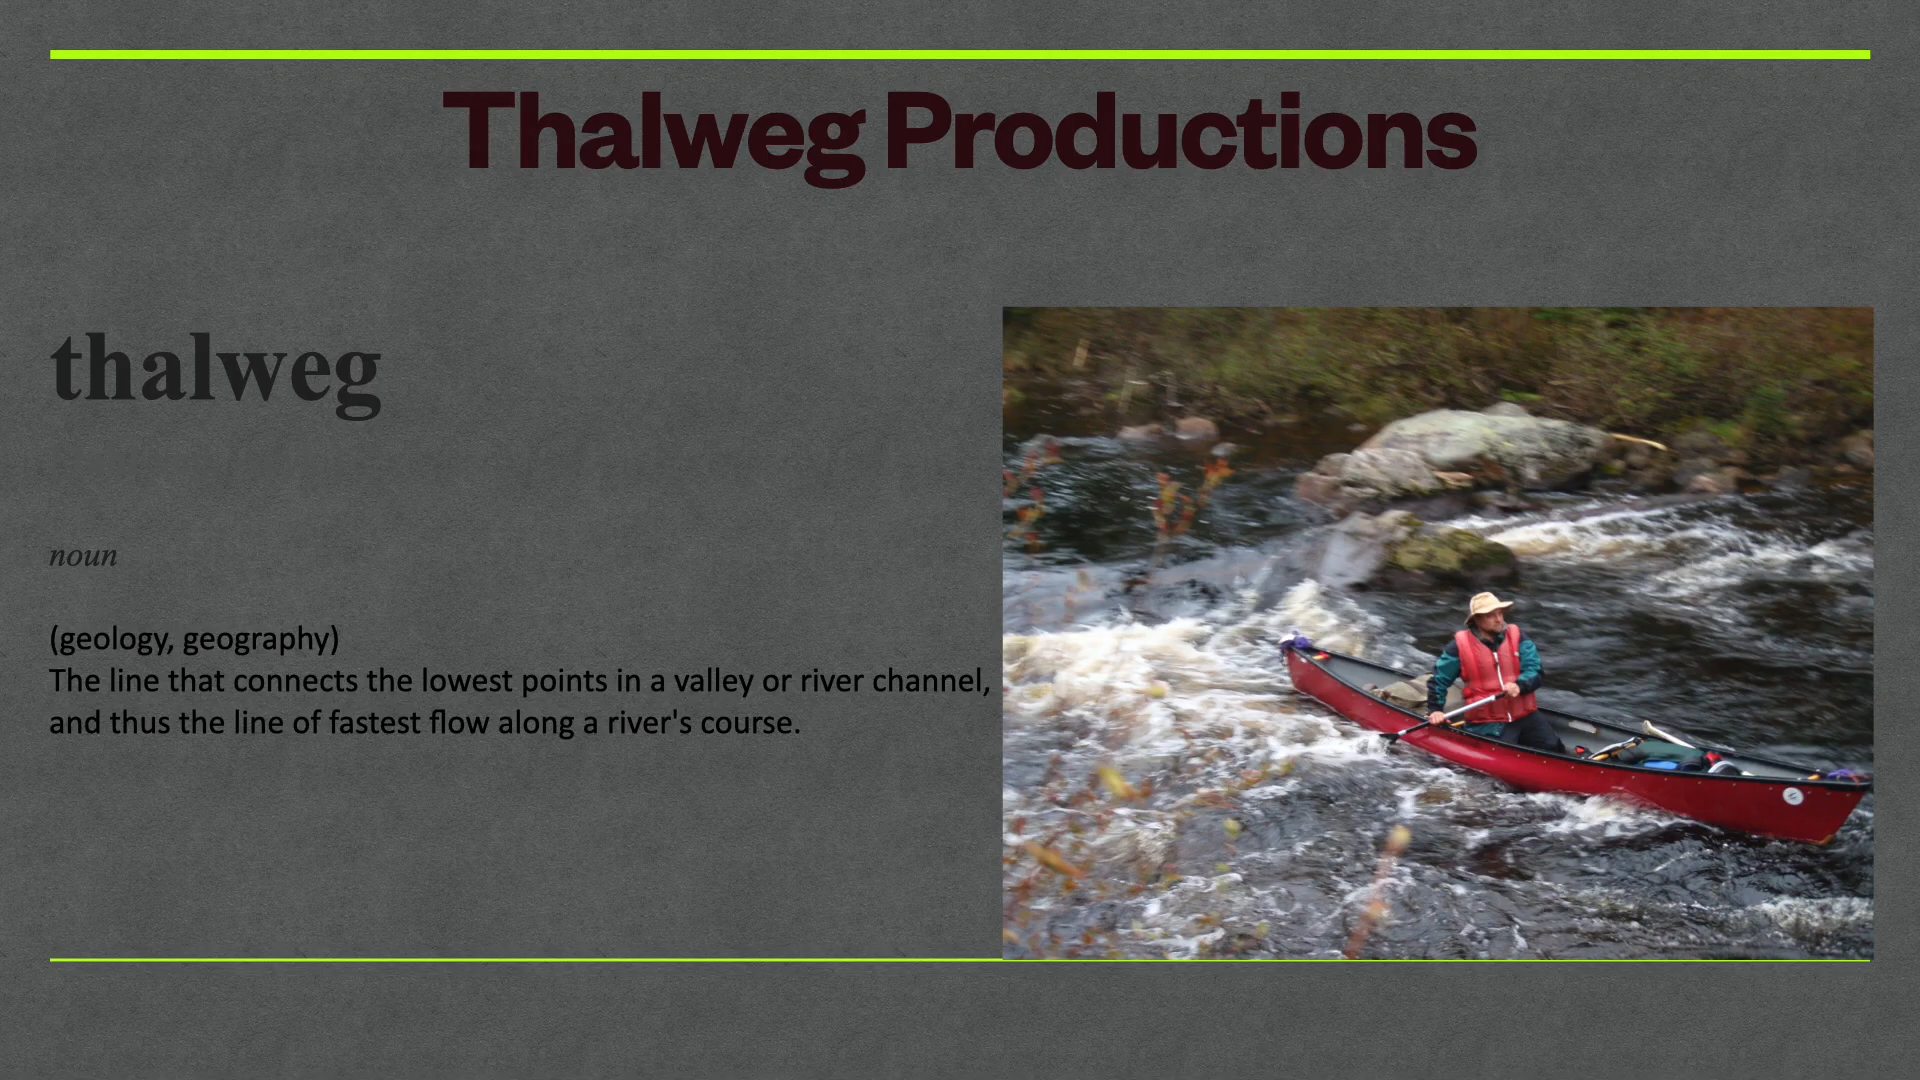 Thalweg Productions
thalweg
noun
(geology, geography)
The line that connects the lowest points in a valley or river channel,
and thus the line of fastest flow along a river's course.